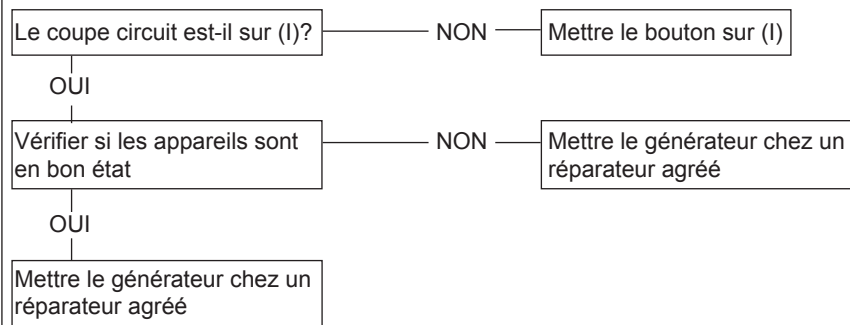 Le coupe circuit est-il sur (I)?
NON
Mettre le bouton sur (I)
OUI
Vérifier si les appareils sont
en bon état
NON
Mettre le générateur chez un
réparateur agréé
OUI
Mettre le générateur chez un
réparateur agréé